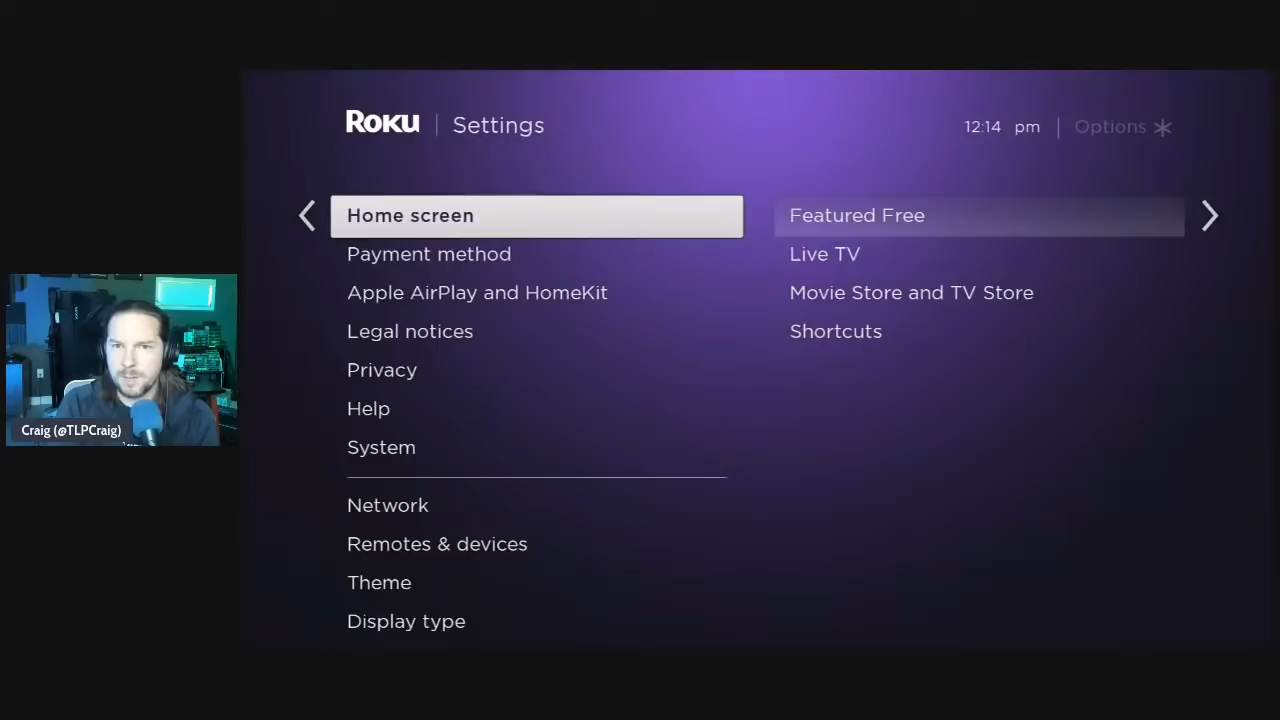 Roku
Settings
12:14 pm
Options
Home screen
Payment method
Apple AirPlay and HomeKit
Legal notices
Privacy
Help
System
Network
Remotes & devices
Theme
Display type
Featured Free
Live TV
Movie Store and TV Store
Shortcuts
Craig (@TLPCraig)